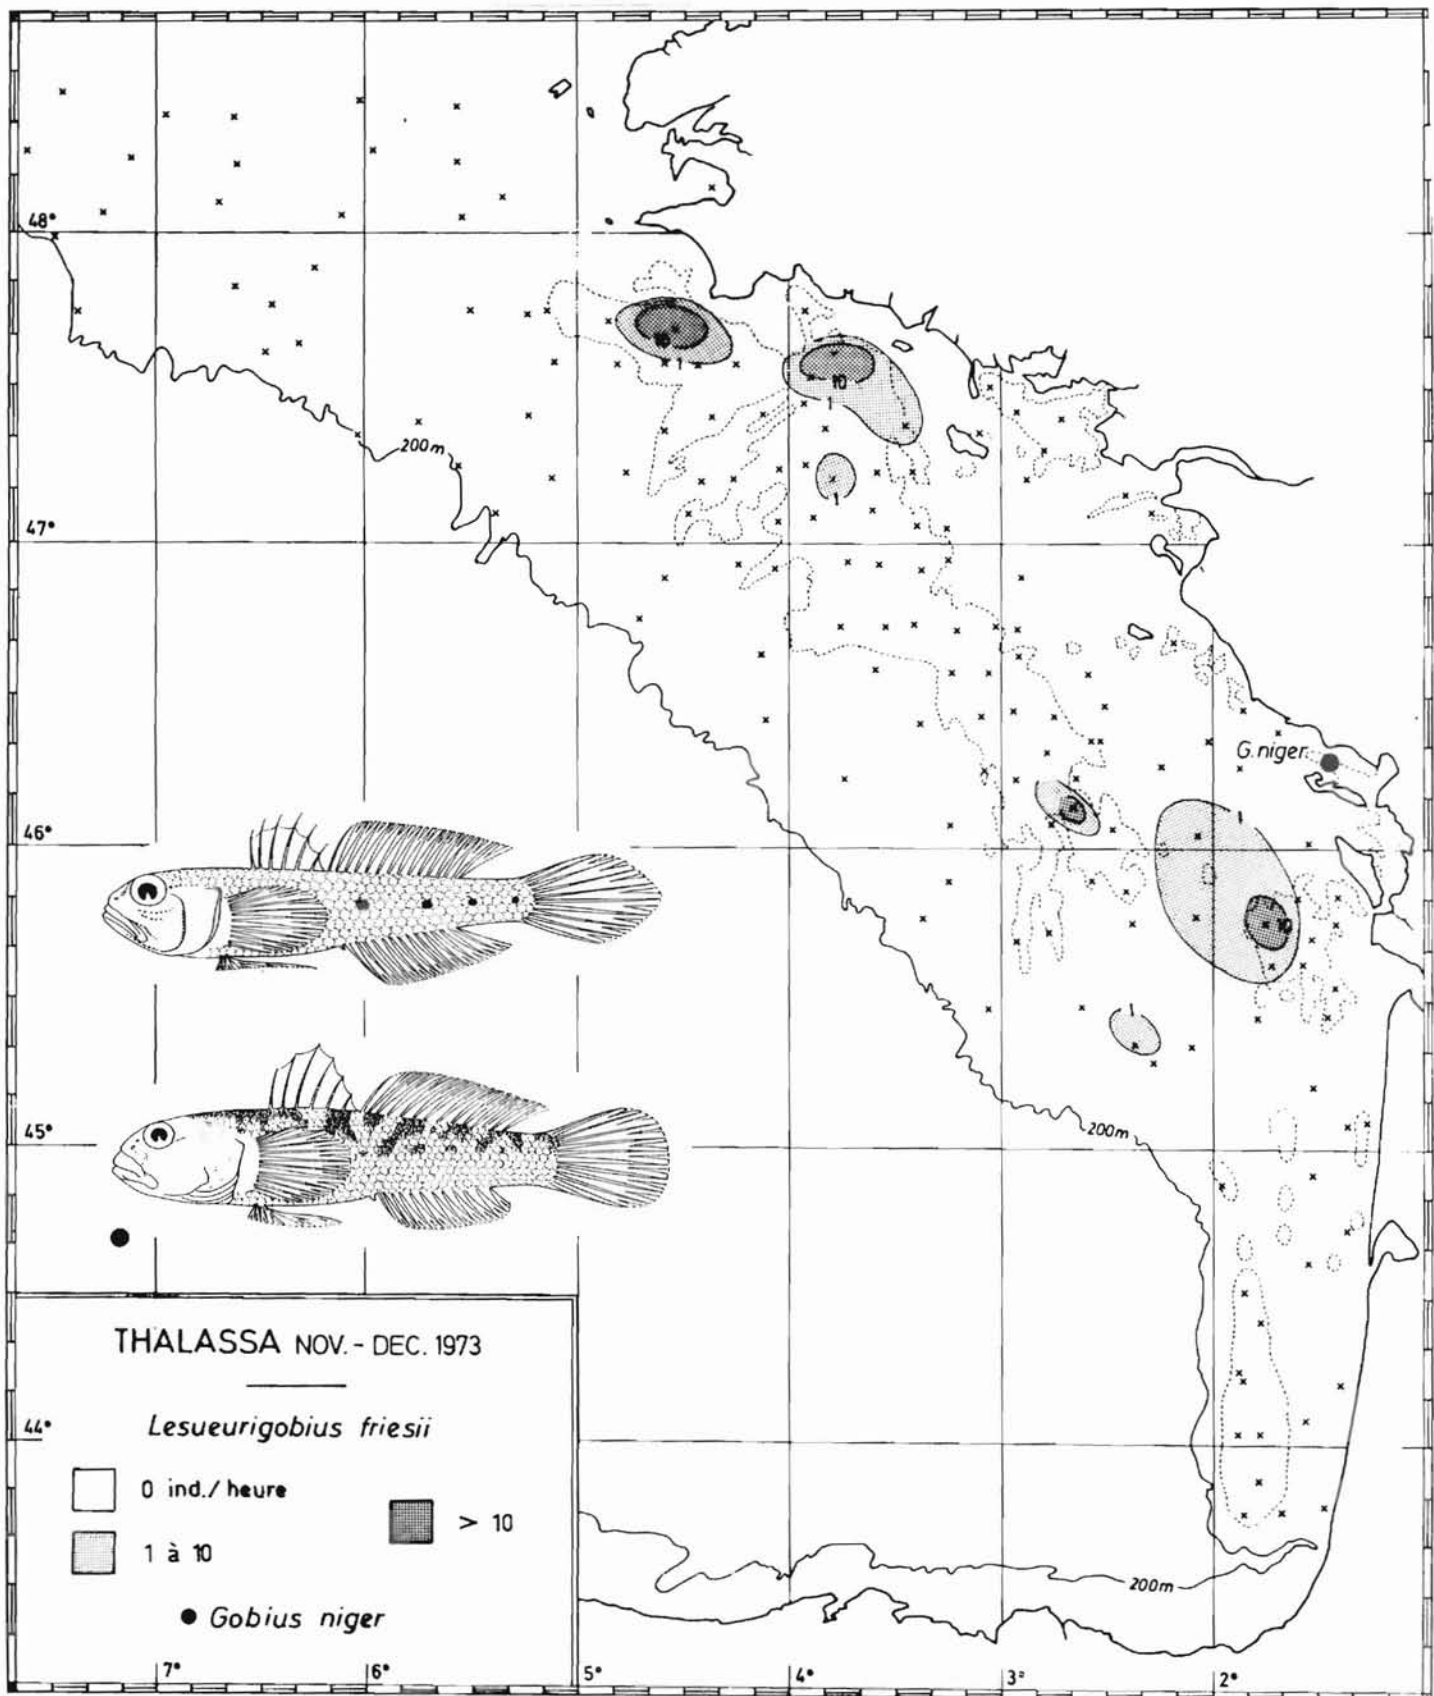 48°
10
1
10
1
1
200m
47°
G. niger
46°
1
10
1
45°
200m
THALASSA NOV. - DEC. 1973
Lesueurigobius friesii
44°
0 ind./ heure
> 10
1 à 10
200m
● Gobius niger
7° 6° 5° 4° 3° 2°